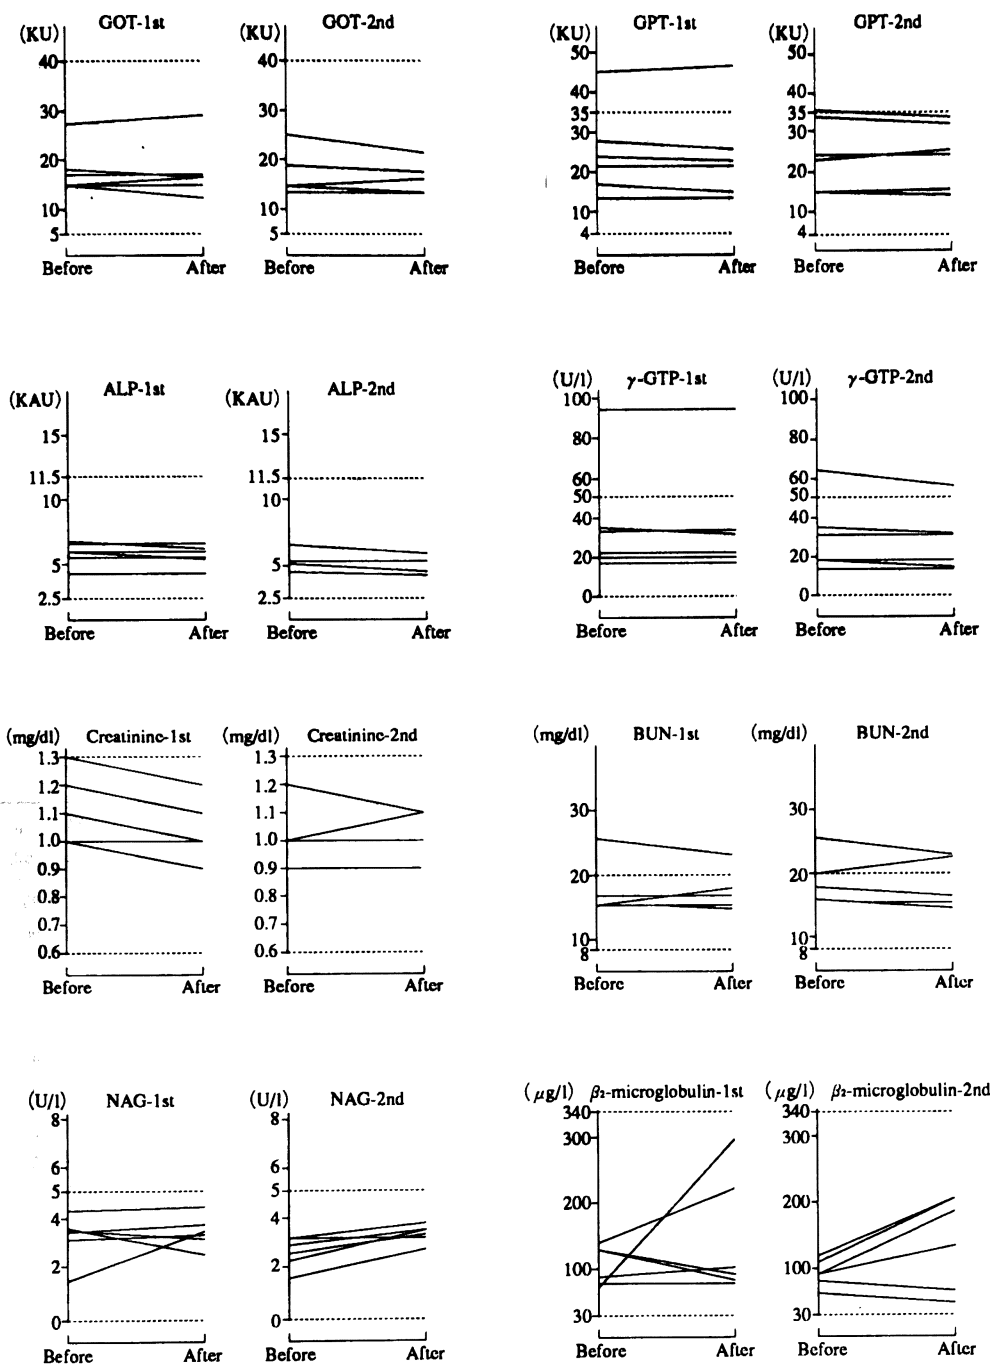 GOT-1st GOT-2nd GPT-1st GPT-2nd
(KU) (KU) (KU) (KU)
40 40 50 50
30 30 40 40
20 20 35 35
10 10 30 30
5 5 20 20
10 10
4 4
Before After Before After Before After Before After
ALP-1st ALP-2nd γ-GTP-1st γ-GTP-2nd
(KAU) (KAU) (U/l) (U/l)
15 15 100 100
11.5 11.5 80 80
10 10 60 60
5 5 50 50
2.5 2.5 40 40
20 20
0 0
Before After Before After Before After Before After
(mg/dl) Creatinine-1st (mg/dl) Creatinine-2nd (mg/dl) BUN-1st (mg/dl) BUN-2nd
1.3 1.3 30 30
1.2 1.2 20 20
1.1 1.1 10 10
1.0 1.0 8 8
0.9 0.9
0.8 0.8
0.7 0.7
0.6 0.6
Before After Before After Before After Before After
(U/l) NAG-1st (U/l) NAG-2nd (μg/l) β₂-microglobulin-1st (μg/l) β₂-microglobulin-2nd
8 8 340 340
6 6 300 300
5 5 200 200
4 4 100 100
2 2 30 30
0 0
Before After Before After Before After Before After